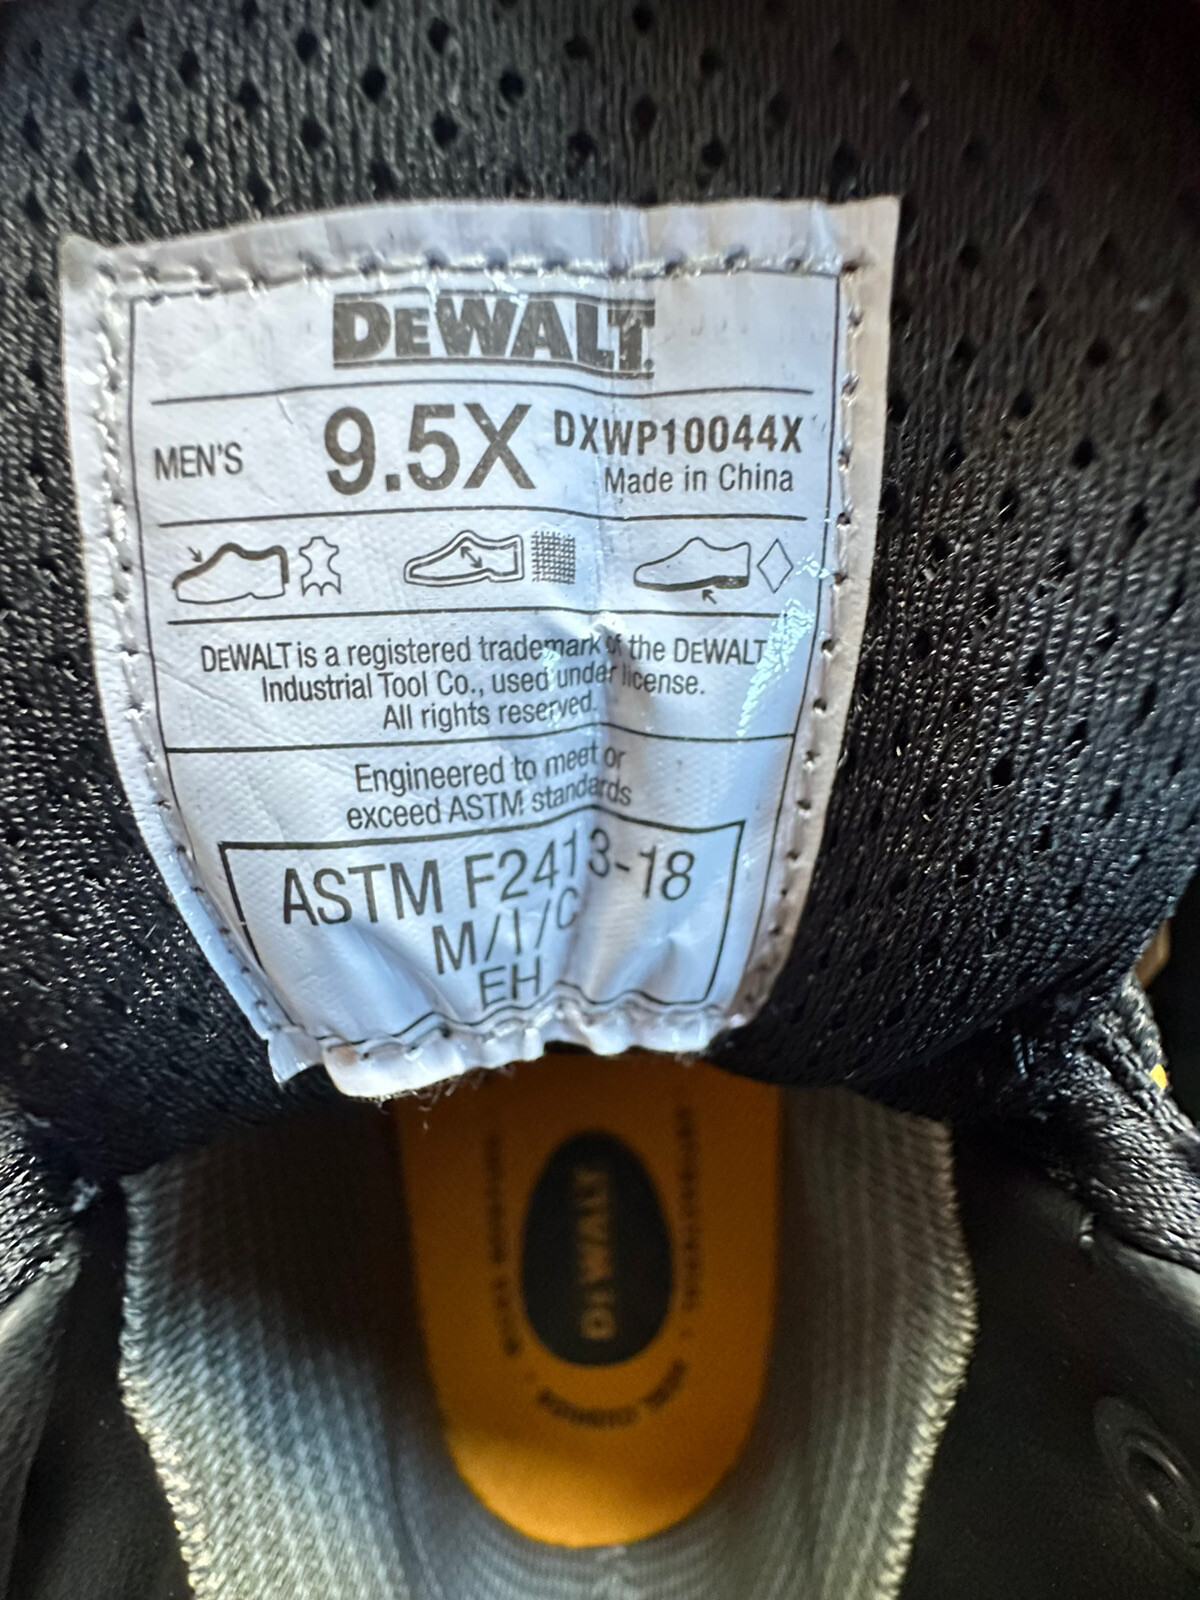 DEWALT
MEN'S 9.5X DXWP10044X
Made in China
DEWALT is a registered trademark of the DEWALT
Industrial Tool Co., used under license.
All rights reserved.
Engineered to meet or
exceed ASTM standards
ASTM F2413-18
M/I/C
EH
DEWALT